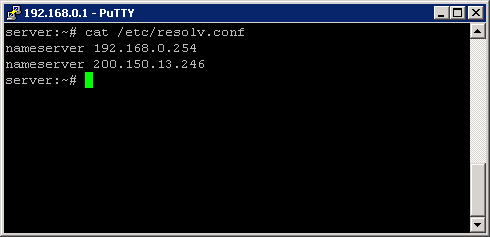 192.168.0.1 - PuTTY
server:~# cat /etc/resolv.conf
nameserver 192.168.0.254
nameserver 200.150.13.246
server:~#